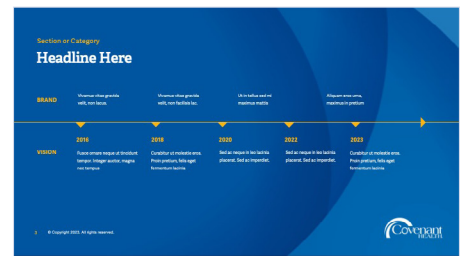 Section or Category
Headline Here
BRAND
Vivamus vitae gravida
velit, non lacus.
Vivamus vitae gravida
velit, non facilisis lac.
Ut in tellus sed mi
maximus mattis
Aliquam eros urna,
maximus in pretium
2016
2018
2020
2022
2023
VISION
Fusce ornare neque ut tincidunt
tempor. Integer auctor, magna
nec tempus
Curabitur ut molestie eros.
Proin pretium, felis eget
fermentum lacinia
Sed ac neque in leo lacinia
placerat. Sed ac imperdiet.
Sed ac neque in leo lacinia
placerat. Sed ac imperdiet.
Curabitur ut molestie eros.
Proin pretium, felis eget
fermentum lacinia
© Copyright 2023. All rights reserved.
Covenant
HEALTH